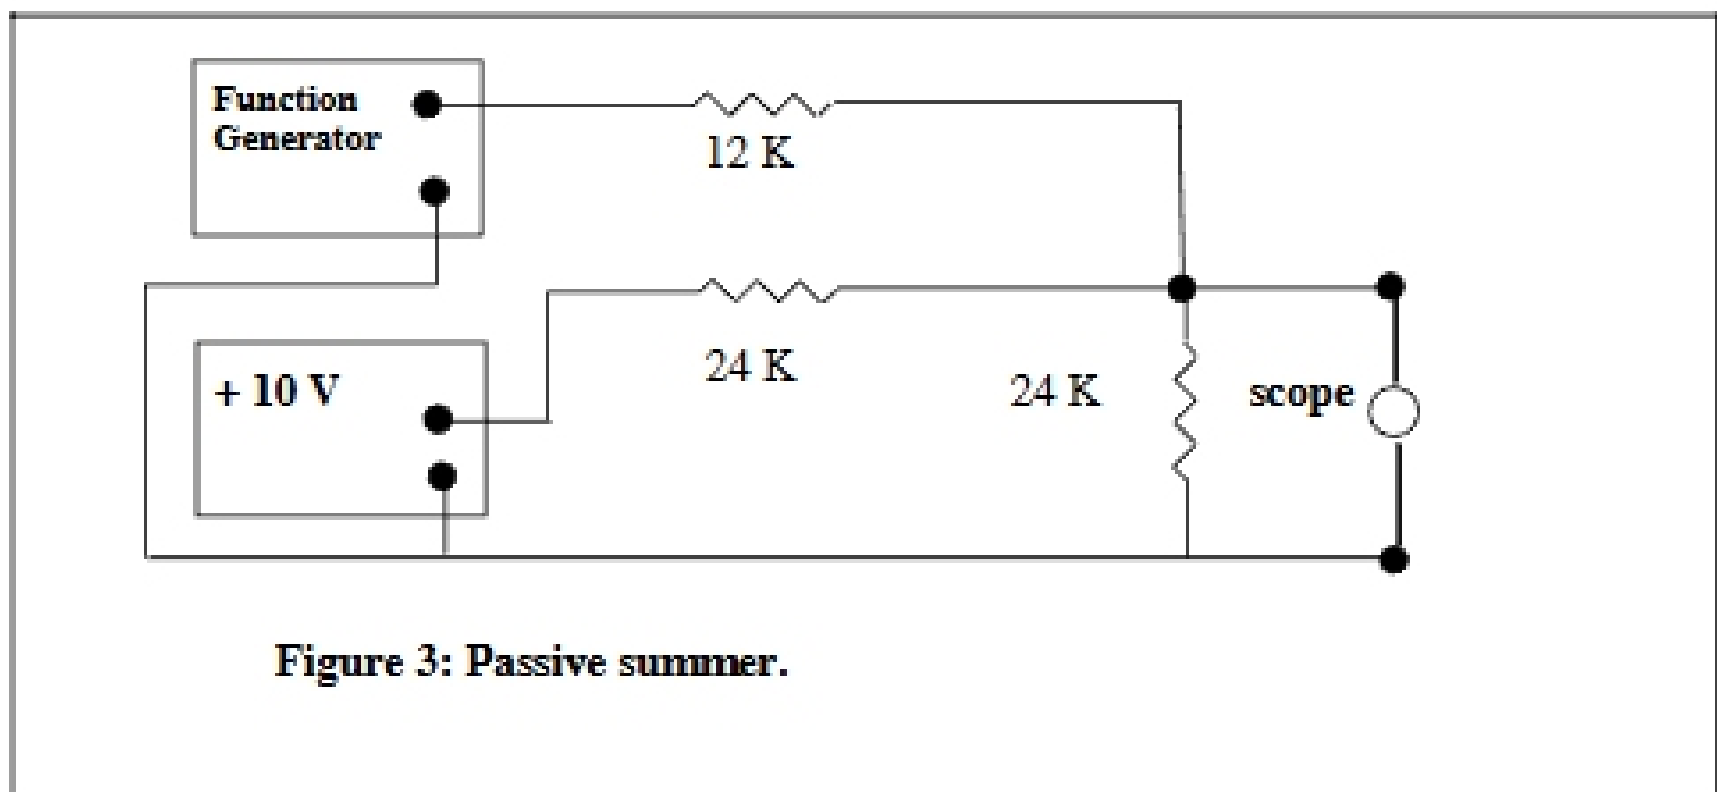 Function
Generator
12 K
24 K
+ 10 V
24 K
scope
Figure 3: Passive summer.